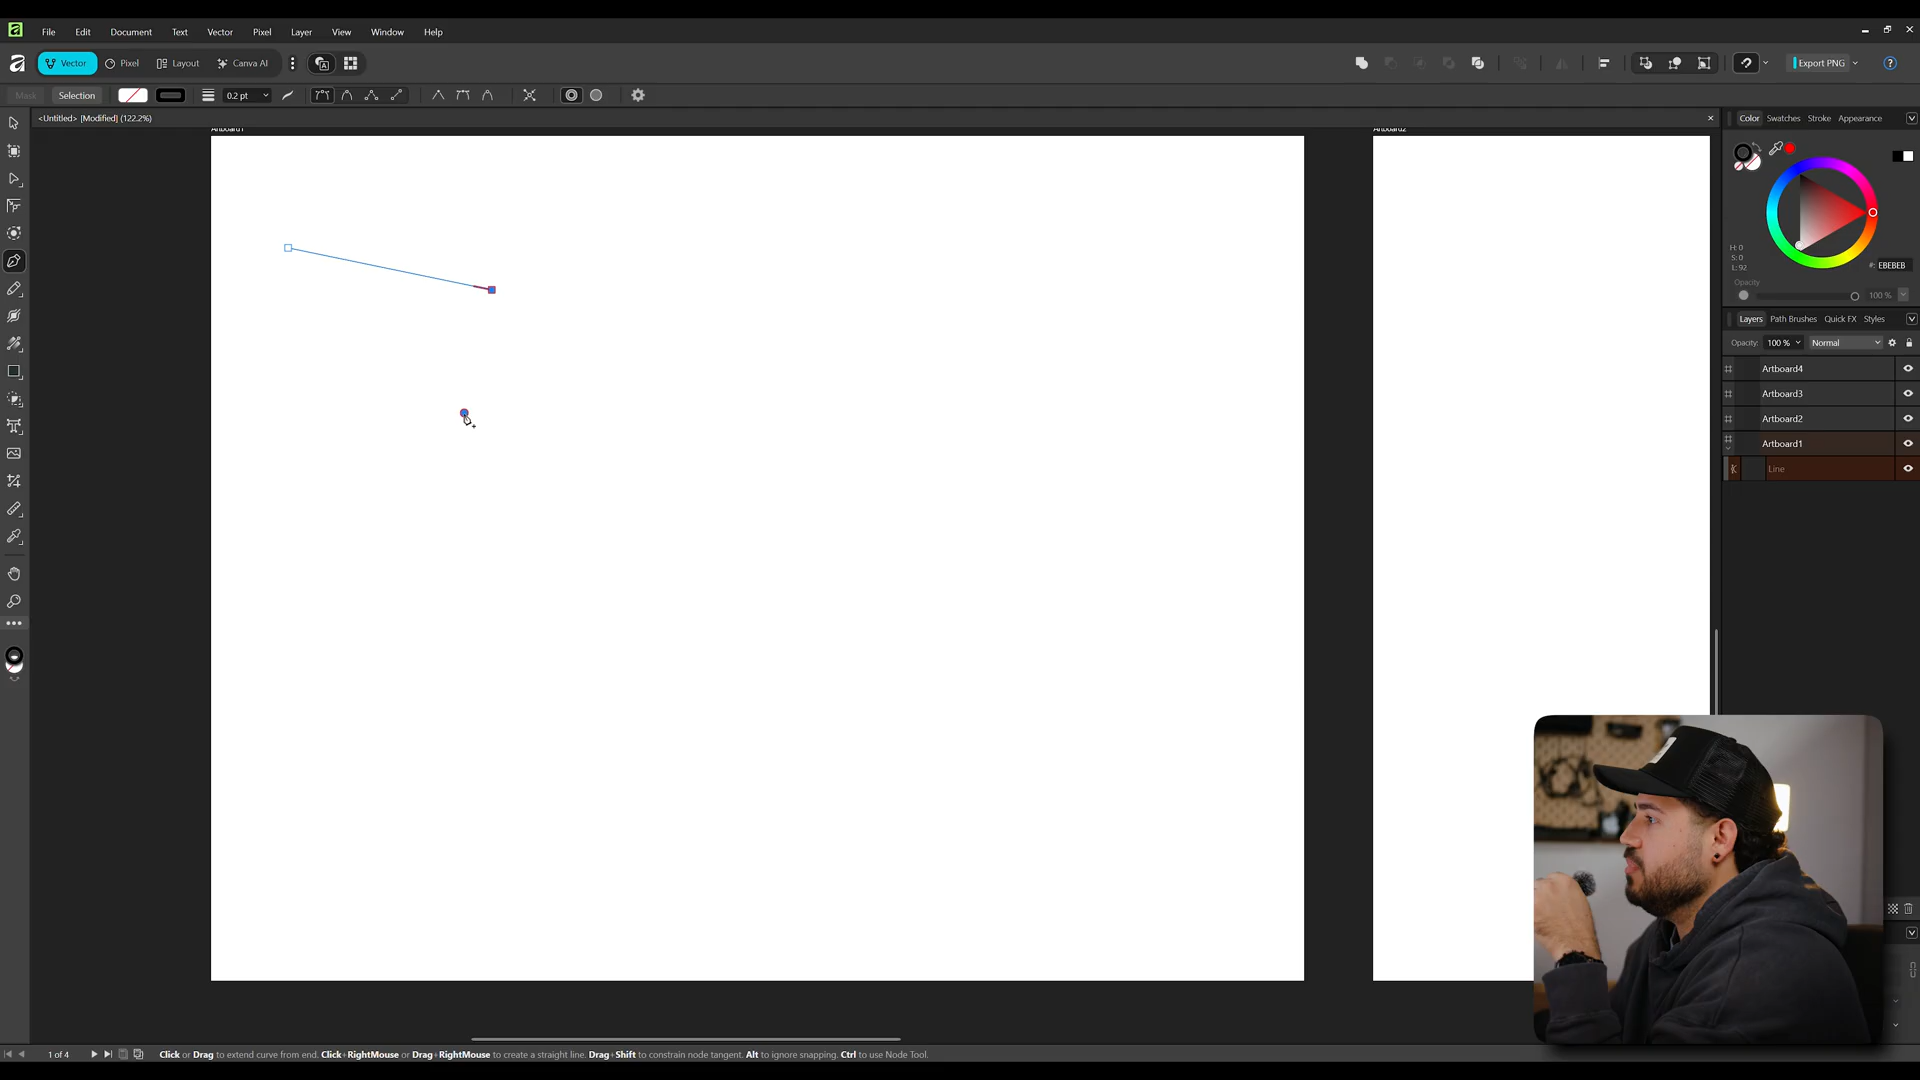 File Edit Document Text Vector Pixel Layer View Window Help
Vector Pixel Layout Canva AI Export PNG
Mask Selection 0.2 pt
<Untitled> [Modified] (122.2%)
Artboard1 Artboard2
Color Swatches Stroke Appearance
H: 0
S: 0
L: 92
#: EBEBEB
Opacity
100 %
Layers Path Brushes Quick FX Styles
Opacity: 100 % Normal
Artboard4
Artboard3
Artboard2
Artboard1
Line
1 of 4 Click or Drag to extend curve from end. Click+RightMouse or Drag+RightMouse to create a straight line. Drag+Shift to constrain node tangent. Alt to ignore snapping. Ctrl to use Node Tool.